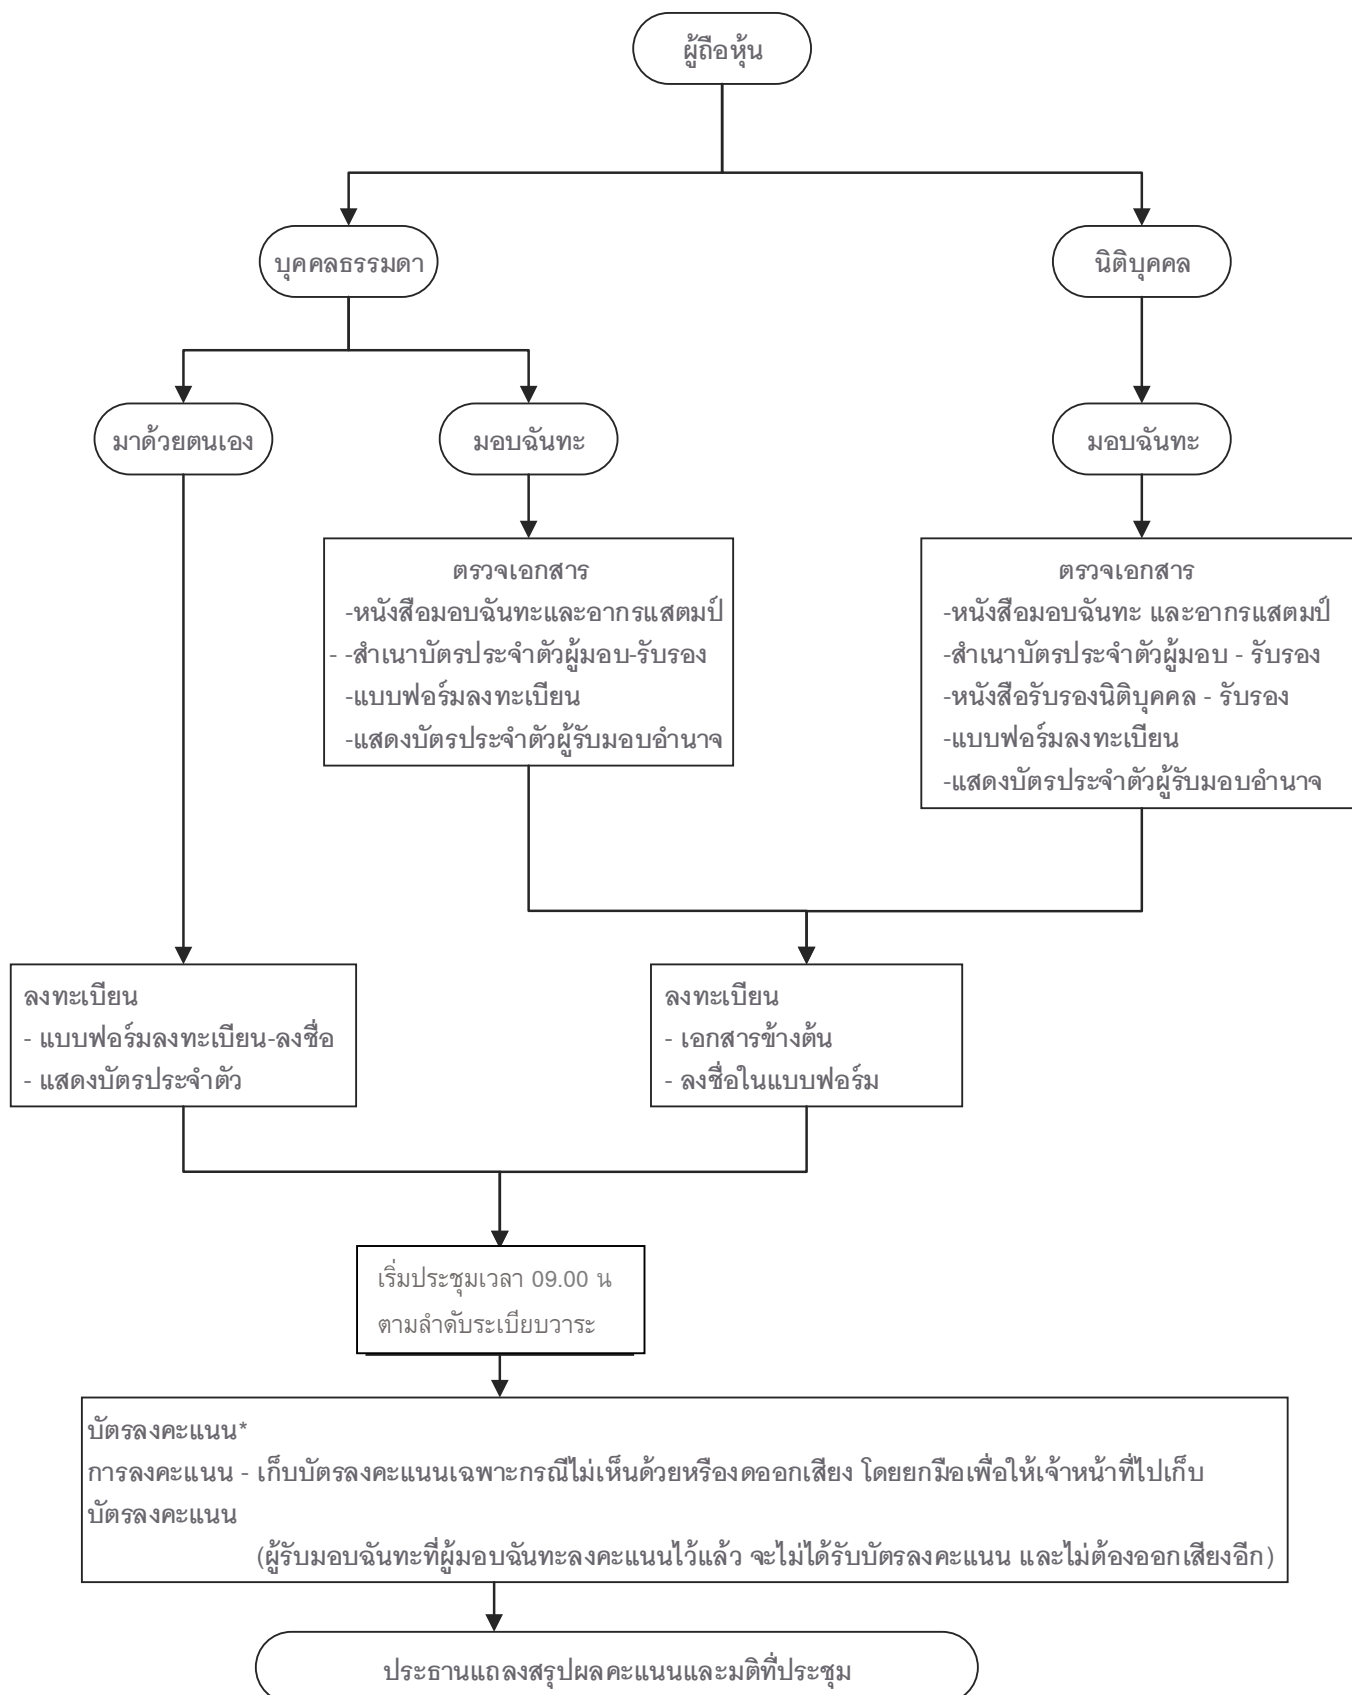 ผู้ถือหุ้น
บุคคลธรรมดา
นิติบุคคล
มาด้วยตนเอง
มอบฉันทะ
มอบฉันทะ
ตรวจเอกสาร
-หนังสือมอบฉันทะและอากรแสตมป์
- -สำเนาบัตรประจำตัวผู้มอบ-รับรอง
-แบบฟอร์มลงทะเบียน
-แสดงบัตรประจำตัวผู้รับมอบอำนาจ
ตรวจเอกสาร
-หนังสือมอบฉันทะ และอากรแสตมป์
-สำเนาบัตรประจำตัวผู้มอบ - รับรอง
-หนังสือรับรองนิติบุคคล - รับรอง
-แบบฟอร์มลงทะเบียน
-แสดงบัตรประจำตัวผู้รับมอบอำนาจ
ลงทะเบียน
- แบบฟอร์มลงทะเบียน-ลงชื่อ
- แสดงบัตรประจำตัว
ลงทะเบียน
- เอกสารข้างต้น
- ลงชื่อในแบบฟอร์ม
เริ่มประชุมเวลา 09.00 น
ตามลำดับระเบียบวาระ
บัตรลงคะแนน*
การลงคะแนน - เก็บบัตรลงคะแนนเฉพาะกรณีไม่เห็นด้วยหรืองดออกเสียง โดยยกมือเพื่อให้เจ้าหน้าที่ไปเก็บ
บัตรลงคะแนน
(ผู้รับมอบฉันทะที่ผู้มอบฉันทะลงคะแนนไว้แล้ว จะไม่ได้รับบัตรลงคะแนน และไม่ต้องออกเสียงอีก)
ประธานแถลงสรุปผลคะแนนและมติที่ประชุม